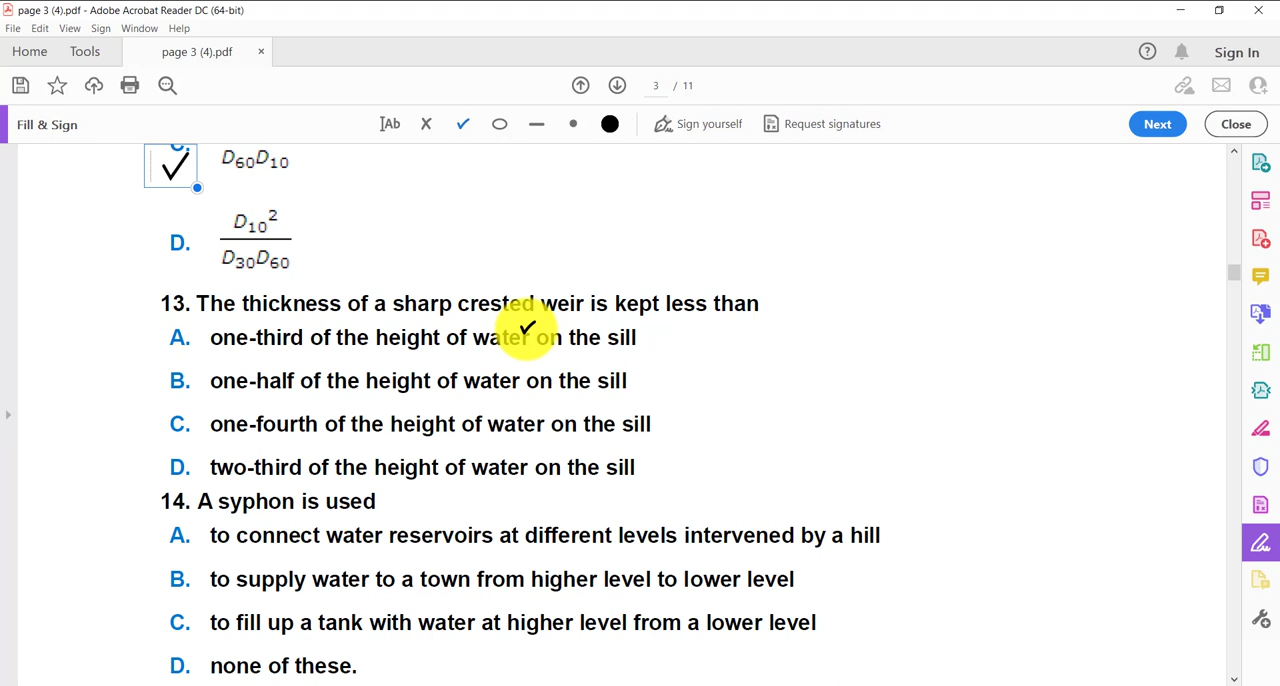 page 3 (4).pdf - Adobe Acrobat Reader DC (64-bit)
File Edit View Sign Window Help
Home Tools page 3 (4).pdf × Sign In
3 / 11
Fill & Sign Ab Sign yourself Request signatures Next Close
C. D60D10
D. D10²
D30D60
13. The thickness of a sharp crested weir is kept less than
A. one-third of the height of water on the sill
B. one-half of the height of water on the sill
C. one-fourth of the height of water on the sill
D. two-third of the height of water on the sill
14. A syphon is used
A. to connect water reservoirs at different levels intervened by a hill
B. to supply water to a town from higher level to lower level
C. to fill up a tank with water at higher level from a lower level
D. none of these.